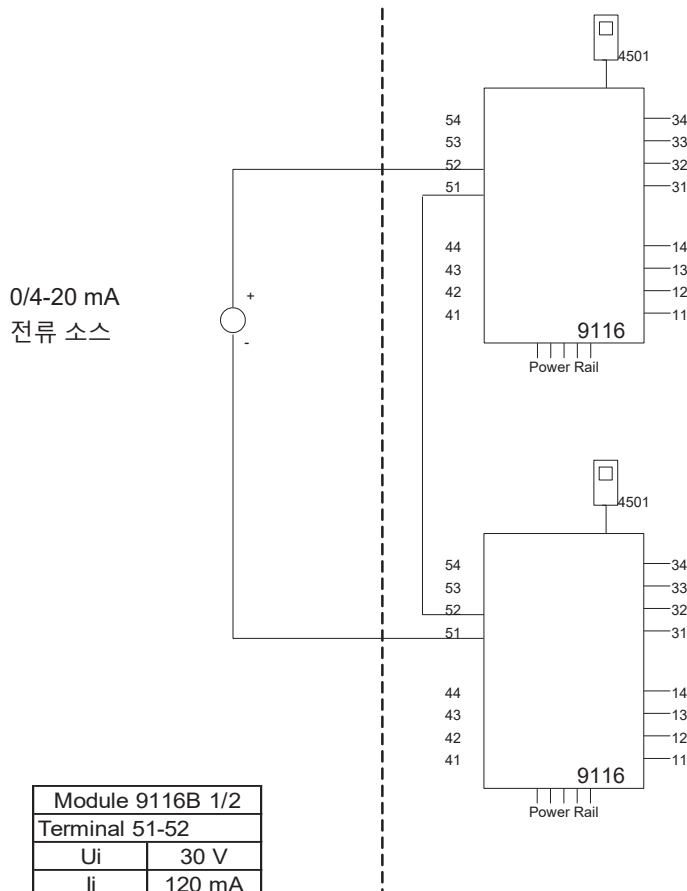 4501
54 34
53 33
52 32
51 31
44 14
43 13
42 12
41 11
9116
Power Rail
0/4-20 mA
전류 소스
+
-
4501
54 34
53 33
52 32
51 31
44 14
43 13
42 12
41 11
9116
Power Rail
Module 9116B 1/2
Terminal 51-52
Ui 30 V
Ii 120 mA